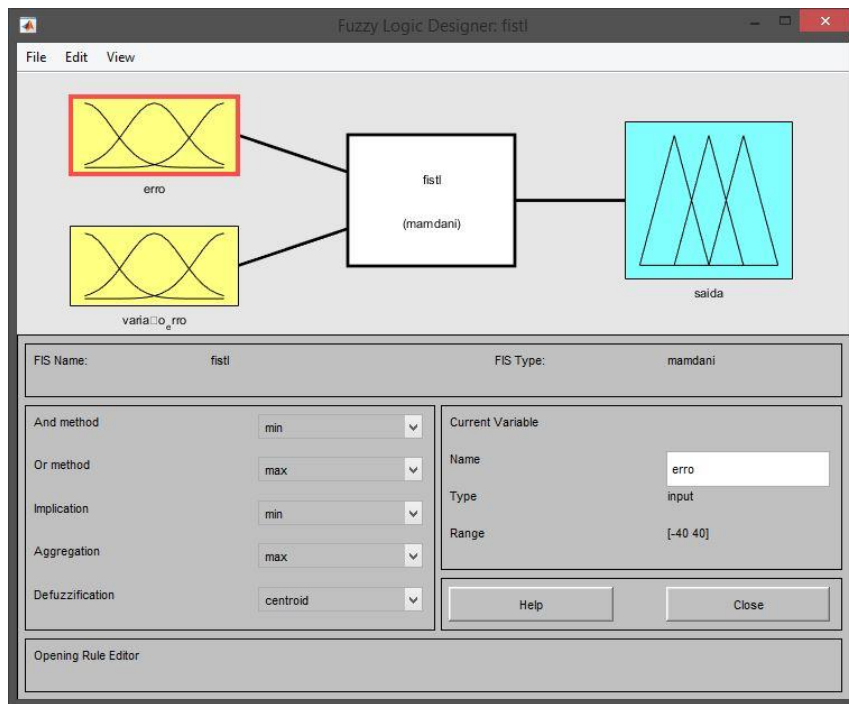 Fuzzy Logic Designer: fistl
File Edit View
erro
fistl
(mamdani)
saida
varia□o_erro
FIS Name: fistl FIS Type: mamdani
And method min
Or method max
Implication min
Aggregation max
Defuzzification centroid
Current Variable
Name erro
Type input
Range [-40 40]
Help Close
Opening Rule Editor